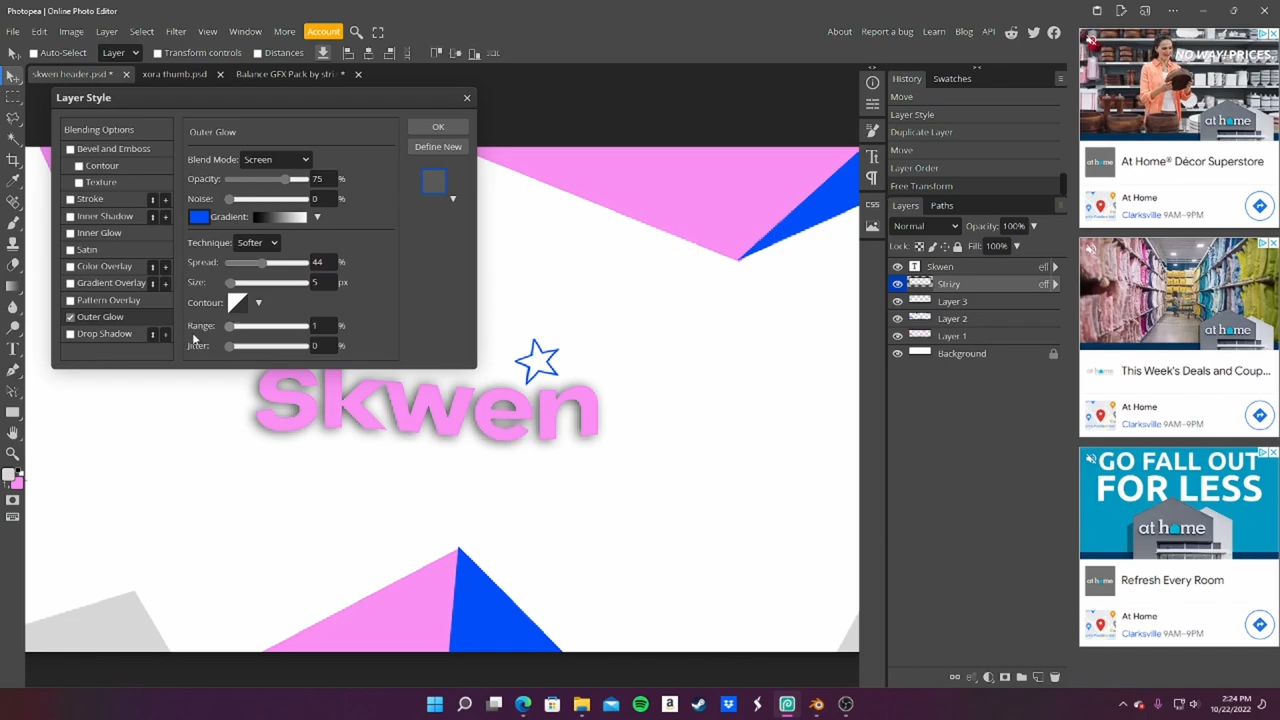 Photopea | Online Photo Editor
File Edit Image Layer Select Filter View Window More Account
About Report a bug Learn Blog API
Auto-Select Layer Transform controls Distances
skwen header.psd * xora thumb.psd Balance GFX Pack by stri *
Layer Style
Blending Options
Bevel and Emboss
Contour
Texture
Stroke
Inner Shadow
Inner Glow
Satin
Color Overlay
Gradient Overlay
Pattern Overlay
Outer Glow
Drop Shadow
Outer Glow
Blend Mode: Screen
Opacity: 75 %
Noise: 0 %
Gradient:
Technique: Softer
Spread: 44 %
Size: 5 px
Contour:
Range: 1 %
Jitter: 0 %
OK
Define New
Skwen
CSS
History Swatches
Move
Layer Style
Duplicate Layer
Move
Layer Order
Free Transform
Layers Paths
Normal Opacity: 100%
Lock: Fill: 100%
Skwen eff
Strizy eff
Layer 3
Layer 2
Layer 1
Background
NO WAY! PRICES.
at home
At Home® Décor Superstore
At Home
Clarksville 9AM–9PM
at home
This Week's Deals and Coup...
At Home
Clarksville 9AM–9PM
GO FALL OUT
FOR LESS
at home
Refresh Every Room
At Home
Clarksville 9AM–9PM
2:24 PM
10/22/2022